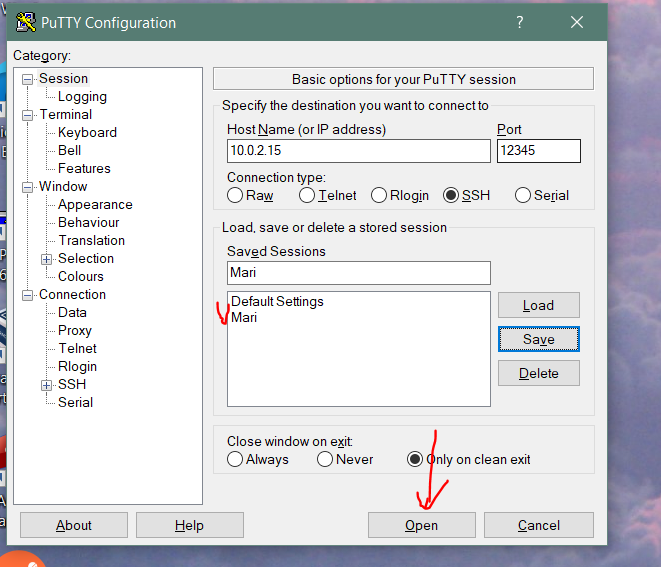 PuTTY Configuration
?
Category:
Session
Logging
Terminal
Keyboard
Bell
Features
Window
Appearance
Behaviour
Translation
Selection
Colours
Connection
Data
Proxy
Telnet
Rlogin
SSH
Serial
Basic options for your PuTTY session
Specify the destination you want to connect to
Host Name (or IP address) Port
10.0.2.15 12345
Connection type:
Raw Telnet Rlogin SSH Serial
Load, save or delete a stored session
Saved Sessions
Mari
Default Settings
Mari
Load
Save
Delete
Close window on exit:
Always Never Only on clean exit
About Help Open Cancel